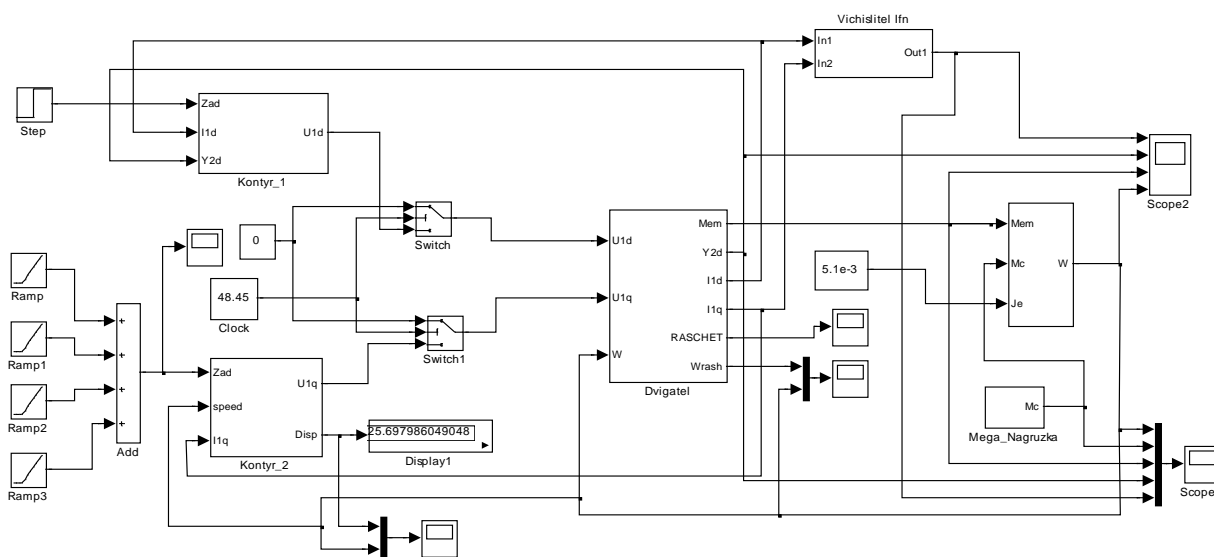 Vichislitel Ifn
In1
In2
Out1
Step
Zad
I1d
Y2d
U1d
Kontyr_1
Scope2
0
Switch
48.45
Clock
Switch1
Ramp
Ramp1
Ramp2
Ramp3
+
+
+
+
Add
Zad
speed
I1q
U1q
Disp
Kontyr_2
25.697986049048
Display1
U1d
U1q
W
Mem
Y2d
I1d
I1q
RASCHET
Wrash
Dvigatel
5.1e-3
Mem
Mc
Je
W
Mc
Mega_Nagruzka
Scope